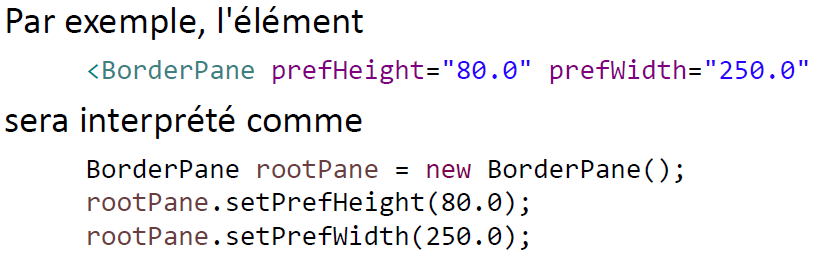 Par exemple, l'élément
<BorderPane prefHeight="80.0" prefWidth="250.0"
sera interprété comme
BorderPane rootPane = new BorderPane();
rootPane.setPrefHeight(80.0);
rootPane.setPrefWidth(250.0);